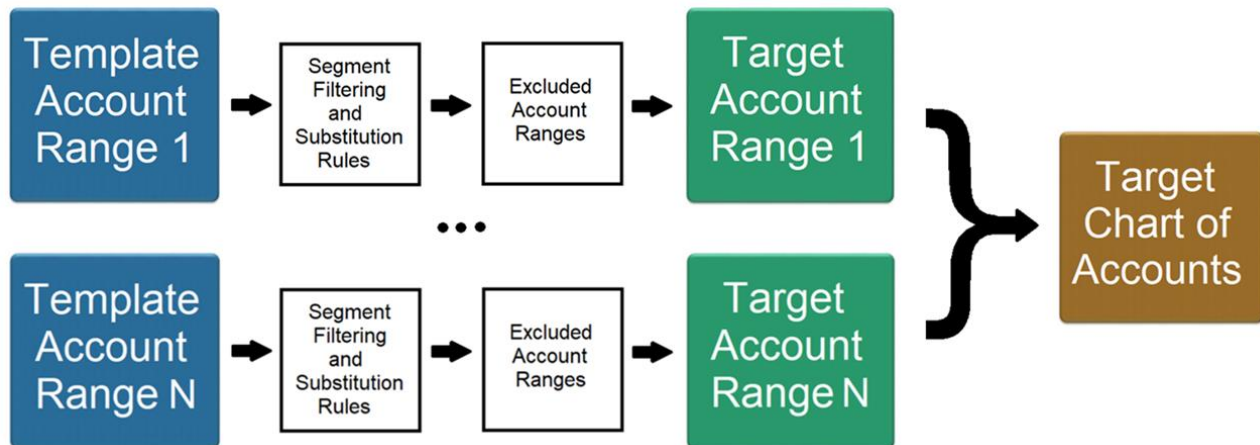 Template
Account
Range 1
Segment
Filtering
and
Substitution
Rules
Excluded
Account
Ranges
Target
Account
Range 1
...
Template
Account
Range N
Segment
Filtering
and
Substitution
Rules
Excluded
Account
Ranges
Target
Account
Range N
Target
Chart of
Accounts